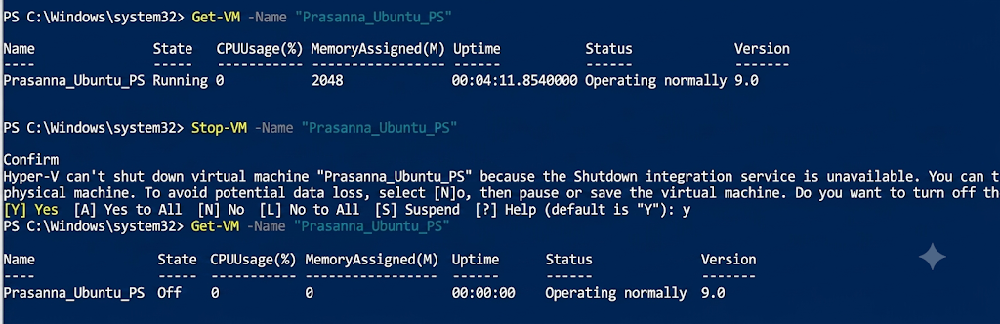 PS C:\Windows\system32> Get-VM -Name "Prasanna_Ubuntu_PS"
Name State CPUUsage(%) MemoryAssigned(M) Uptime Status Version
---- ----- ----------- ----------------- ------ ------ -------
Prasanna_Ubuntu_PS Running 0 2048 00:04:11.8540000 Operating normally 9.0
PS C:\Windows\system32> Stop-VM -Name "Prasanna_Ubuntu_PS"
Confirm
Hyper-V can't shut down virtual machine "Prasanna_Ubuntu_PS" because the Shutdown integration service is unavailable. You can t
physical machine. To avoid potential data loss, select [N]o, then pause or save the virtual machine. Do you want to turn off th
[Y] Yes [A] Yes to All [N] No [L] No to All [S] Suspend [?] Help (default is "Y"): y
PS C:\Windows\system32> Get-VM -Name "Prasanna_Ubuntu_PS"
Name State CPUUsage(%) MemoryAssigned(M) Uptime Status Version
---- ----- ----------- ----------------- ------ ------ -------
Prasanna_Ubuntu_PS Off 0 0 00:00:00 Operating normally 9.0